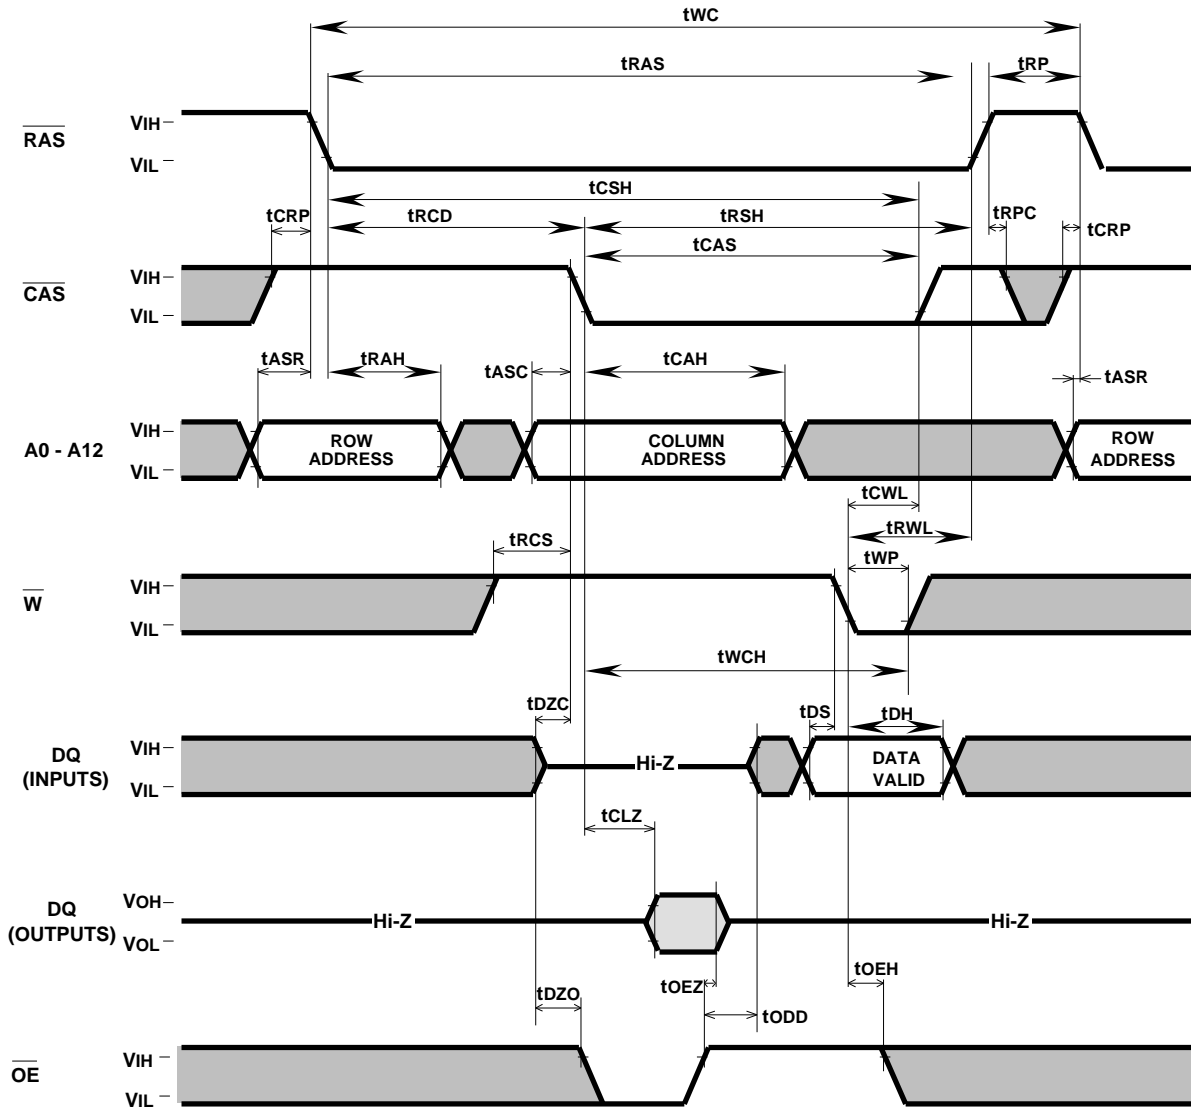 tWC
tRAS
tRP
RAS
VIH
VIL
tCSH
tCRP
tRCD
tRSH
tRPC
tCRP
tCAS
CAS
VIH
VIL
tASR
tRAH
tASC
tCAH
tASR
A0 - A12
VIH
VIL
ROW
ADDRESS
COLUMN
ADDRESS
ROW
ADDRESS
tCWL
tRWL
tRCS
tWP
W
VIH
VIL
tWCH
tDZC
tDS
tDH
DQ
(INPUTS)
VIH
VIL
Hi-Z
DATA
VALID
tCLZ
DQ
(OUTPUTS)
VOH
VOL
Hi-Z
Hi-Z
tDZO
tOEZ
tODD
tOEH
OE
VIH
VIL